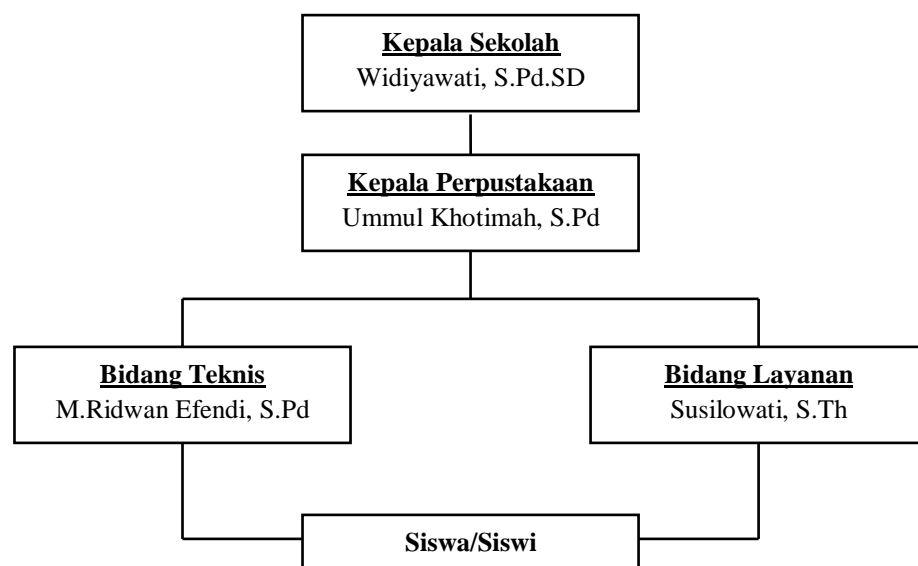 Kepala Sekolah
Widiyawati, S.Pd.SD
Kepala Perpustakaan
Ummul Khotimah, S.Pd
Bidang Teknis
M.Ridwan Efendi, S.Pd
Bidang Layanan
Susilowati, S.Th
Siswa/Siswi